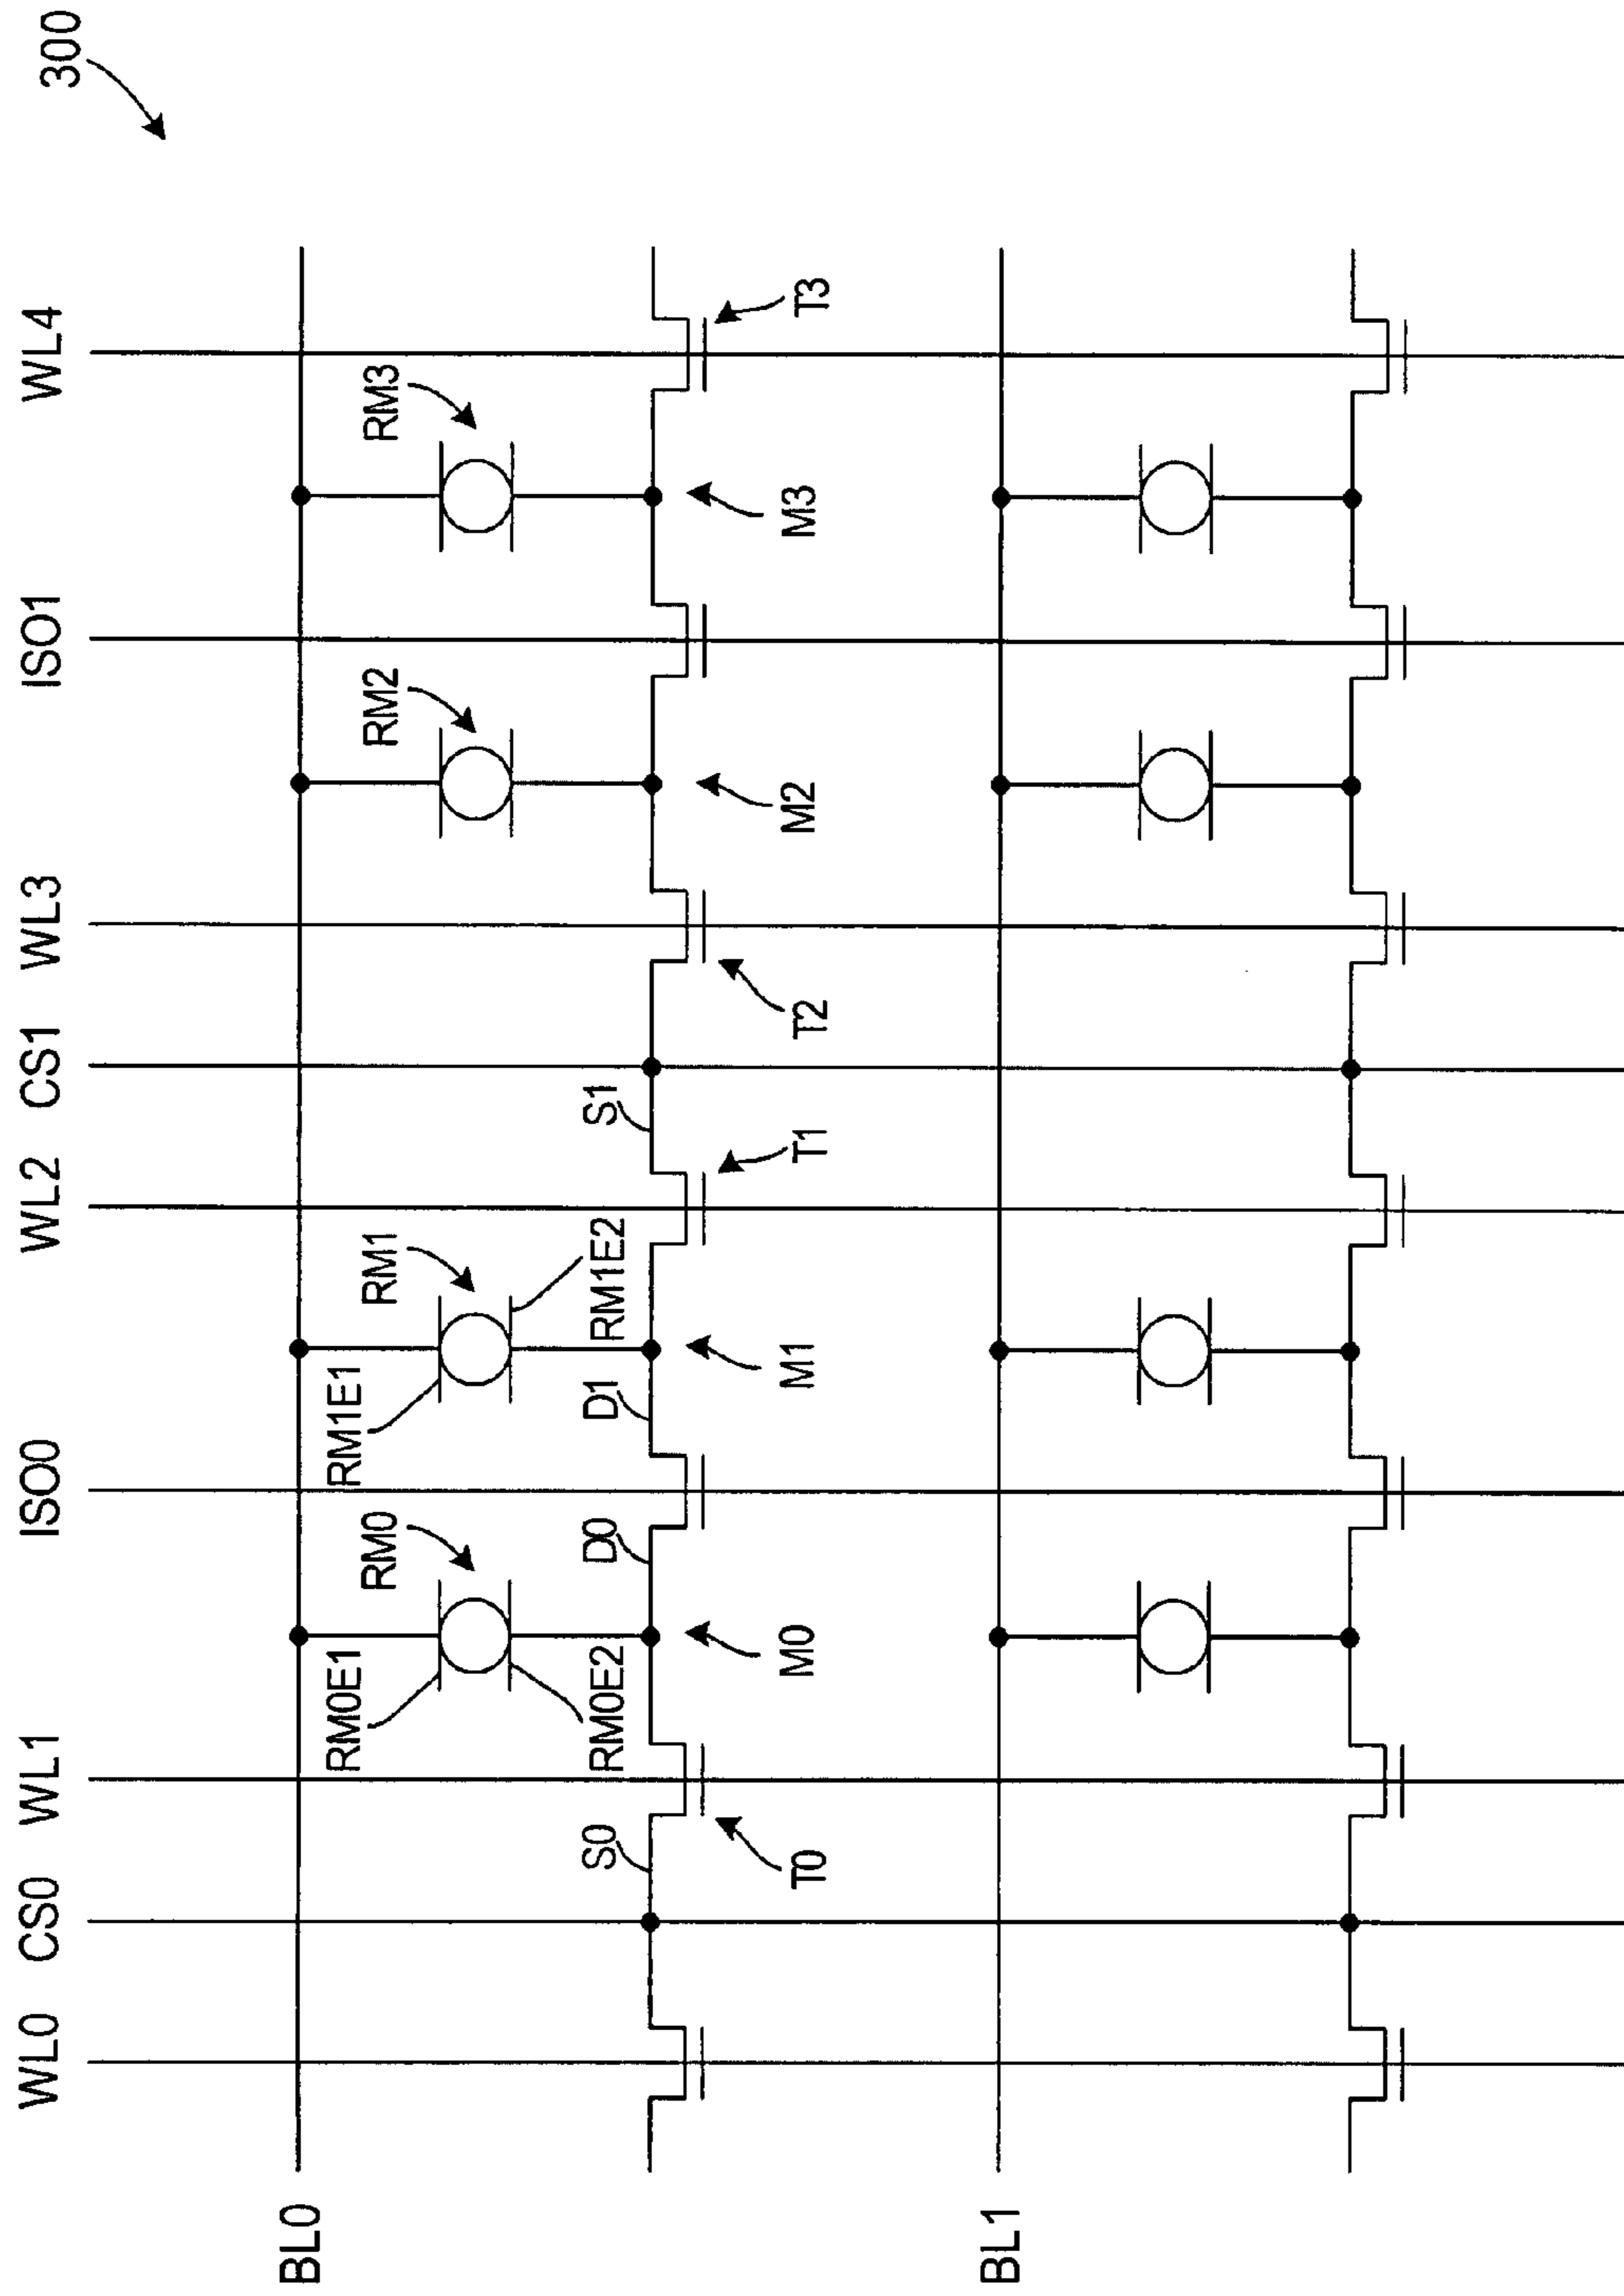 300
WL0 CS0 WL1 ISO0 WL2 CS1 WL3 ISO1 WL4
BL0
RM0E1 RM0 RM1E1 RM1 RM2 RM3
RM0E2 RM1E2
S0 D0 D1 S1
T0 M0 M1 T1 T2 M2 M3 T3
BL1